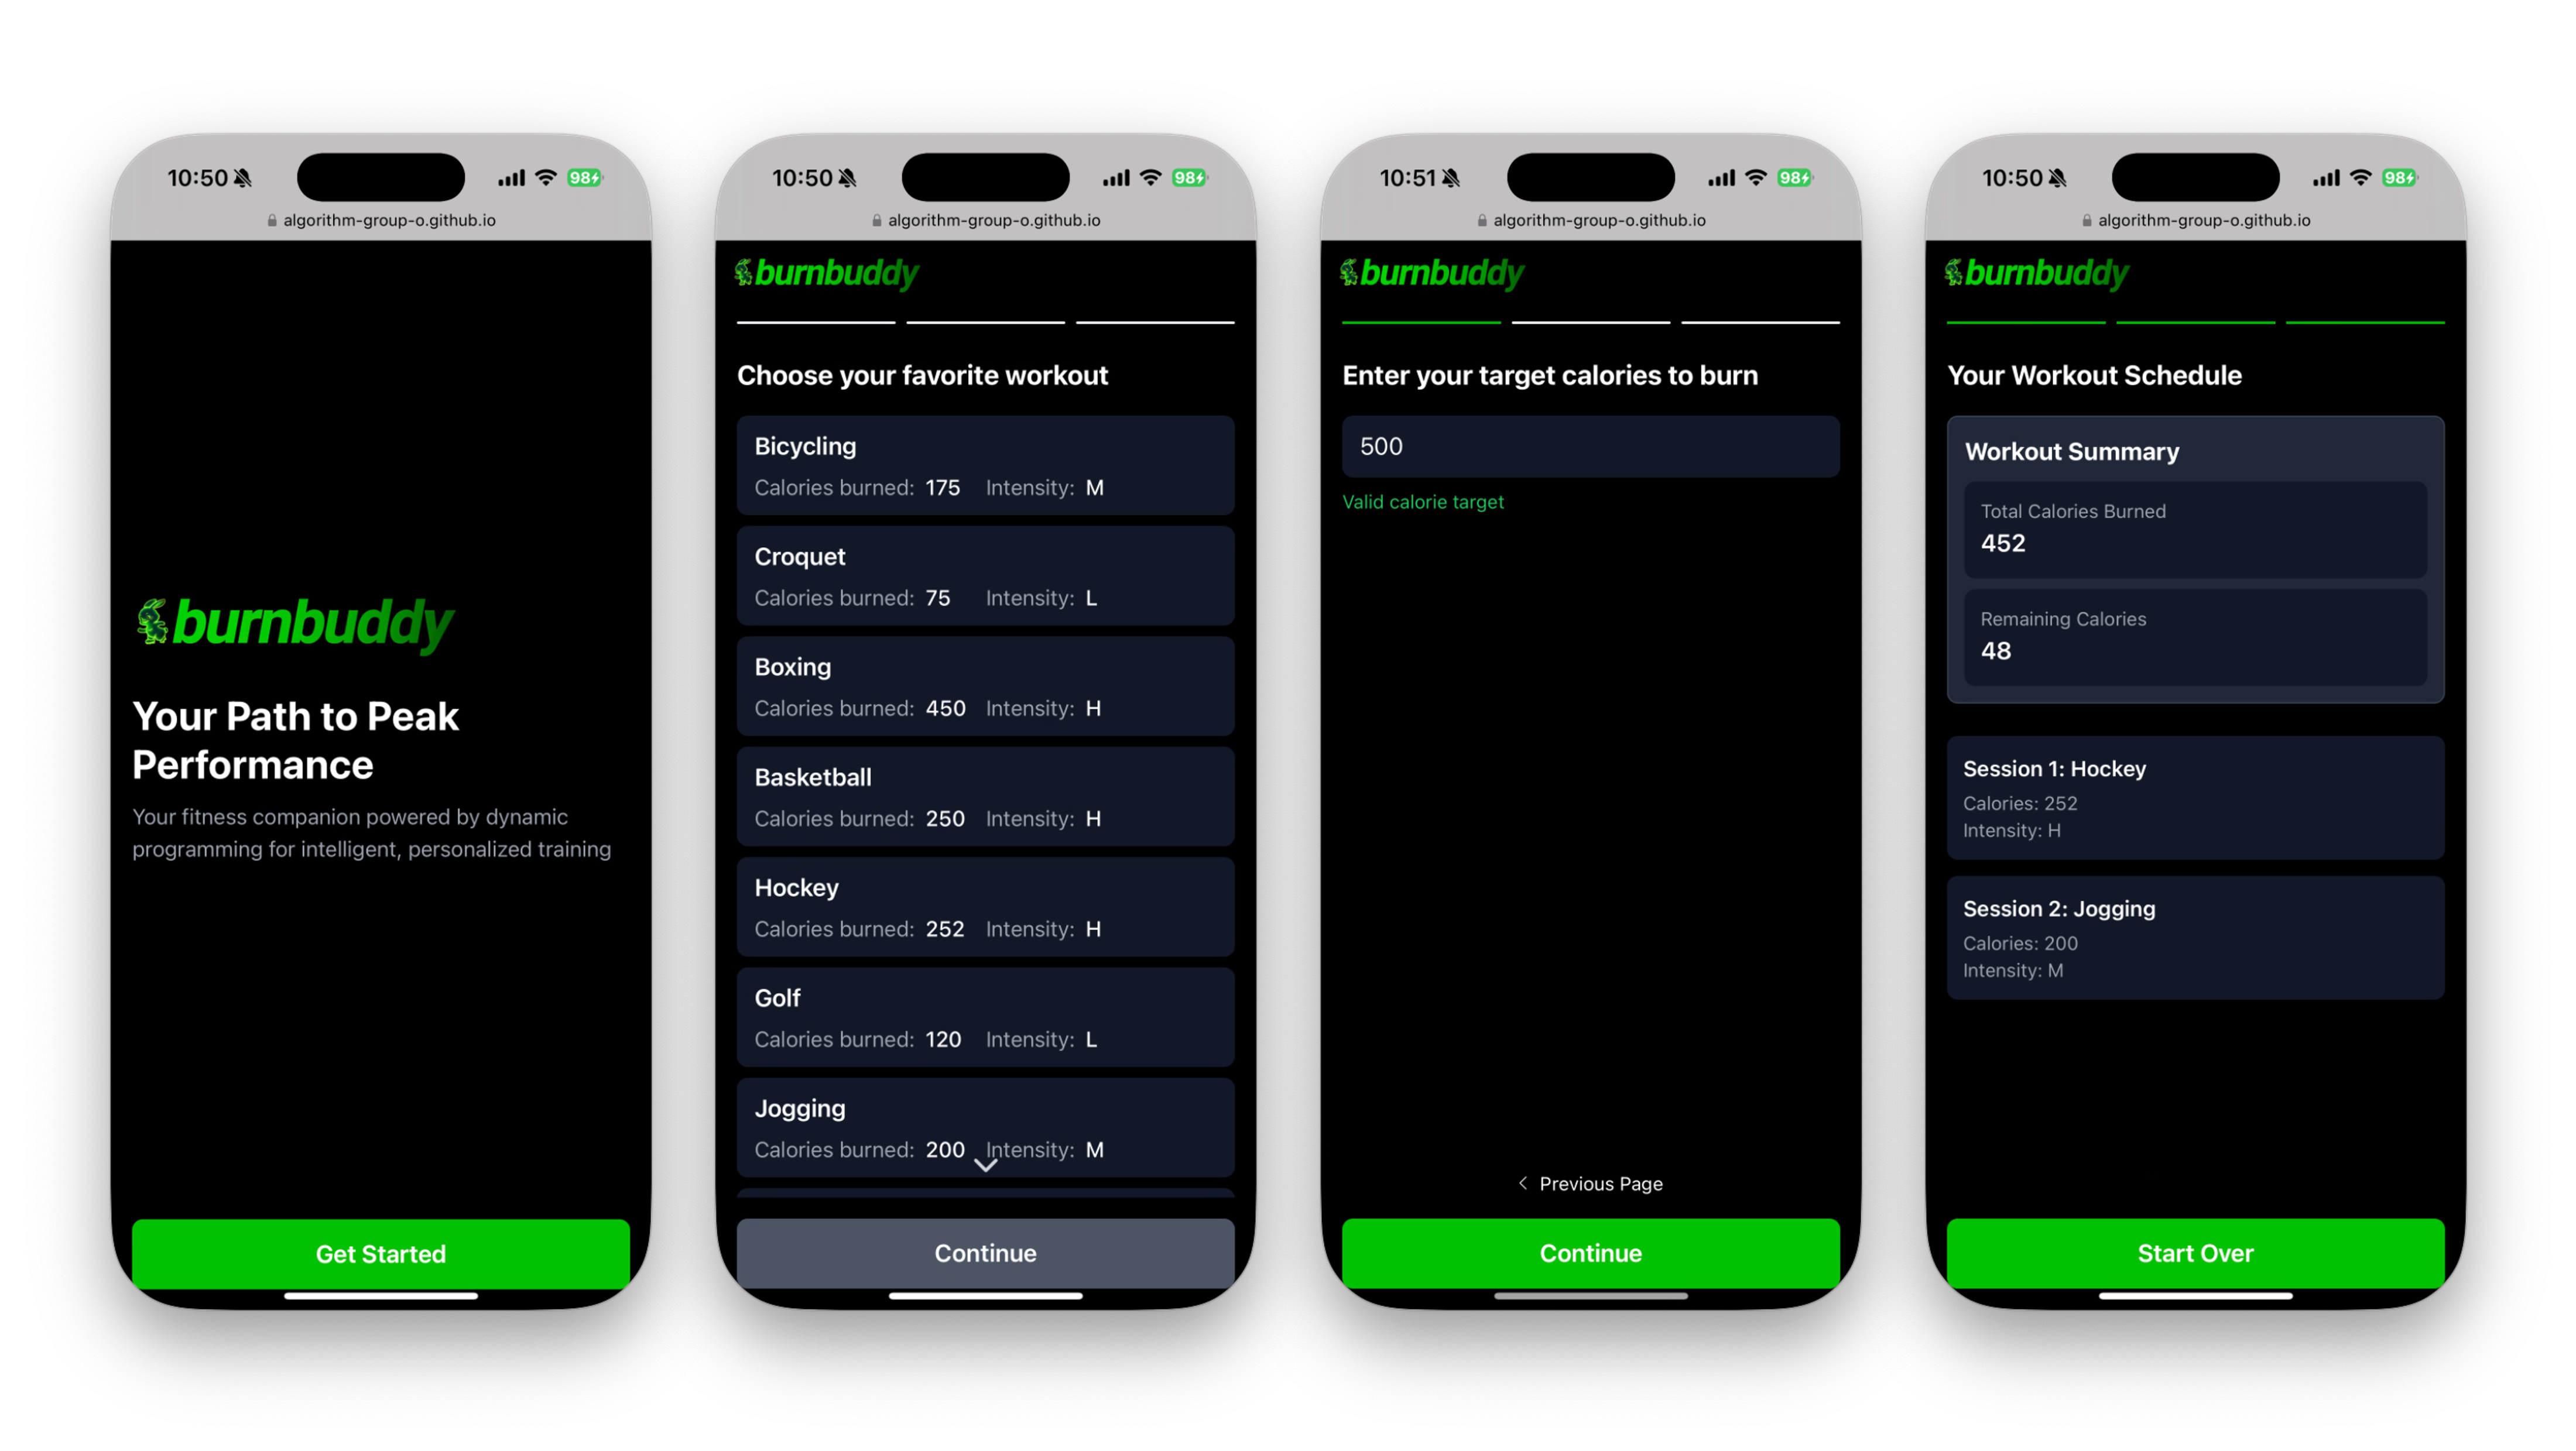 10:50
98
algorithm-group-o.github.io
burnbuddy
Your Path to Peak
Performance
Your fitness companion powered by dynamic
programming for intelligent, personalized training
Get Started
10:50
98
algorithm-group-o.github.io
burnbuddy
Choose your favorite workout
Bicycling
Calories burned: 175 Intensity: M
Croquet
Calories burned: 75 Intensity: L
Boxing
Calories burned: 450 Intensity: H
Basketball
Calories burned: 250 Intensity: H
Hockey
Calories burned: 252 Intensity: H
Golf
Calories burned: 120 Intensity: L
Jogging
Calories burned: 200 Intensity: M
Continue
10:51
98
algorithm-group-o.github.io
burnbuddy
Enter your target calories to burn
500
Valid calorie target
Previous Page
Continue
10:50
98
algorithm-group-o.github.io
burnbuddy
Your Workout Schedule
Workout Summary
Total Calories Burned
452
Remaining Calories
48
Session 1: Hockey
Calories: 252
Intensity: H
Session 2: Jogging
Calories: 200
Intensity: M
Start Over